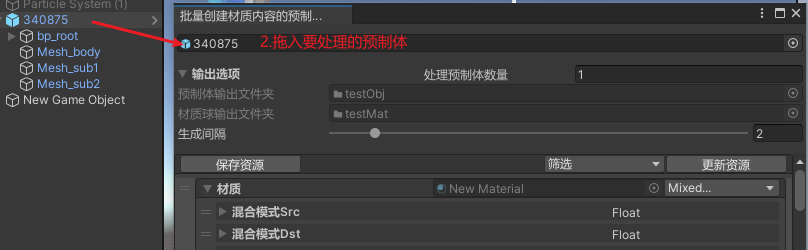 Particle System (1)
340875
bp_root
Mesh_body
Mesh_sub1
Mesh_sub2
New Game Object
批量创建材质内容的预制...
340875
2.拖入要处理的预制体
输出选项
处理预制体数量
1
预制体输出文件夹
testObj
材质球输出文件夹
testMat
生成间隔
2
保存资源
筛选
更新资源
材质
New Material
Mixed...
混合模式Src
Float
混合模式Dst
Float